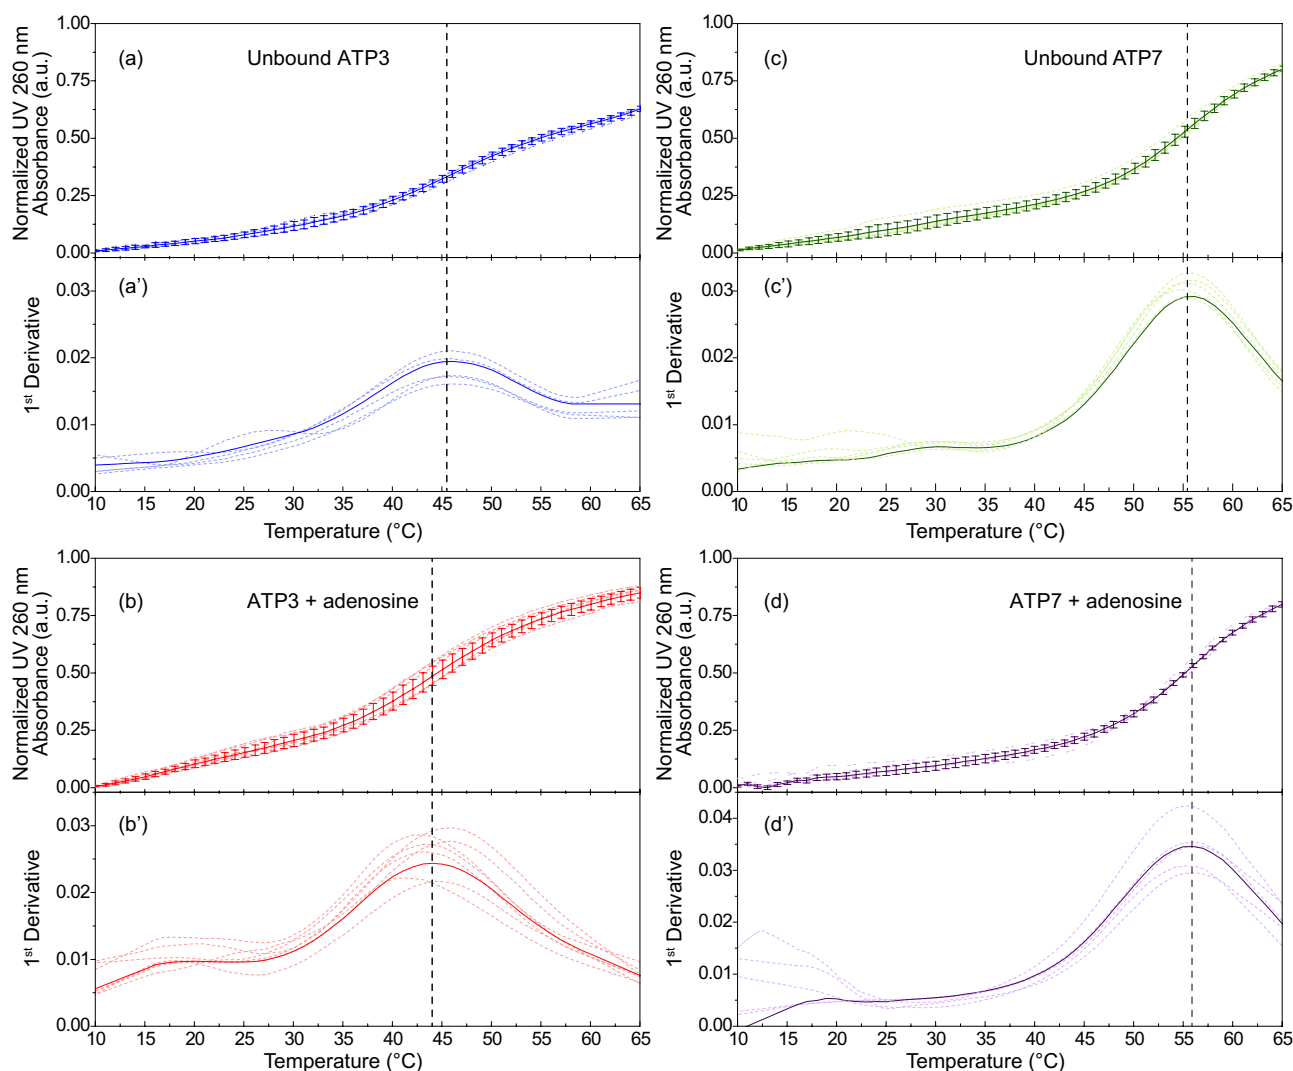 Normalized UV 260 nm
Absorbance (a.u.)
1.00
0.75
0.50
0.25
0.00
(a)
Unbound ATP3
1st Derivative
0.03
0.02
0.01
0.00
(a’)
10 15 20 25 30 35 40 45 50 55 60 65
Temperature (°C)
Normalized UV 260 nm
Absorbance (a.u.)
1.00
0.75
0.50
0.25
0.00
(c)
Unbound ATP7
1st Derivative
0.03
0.02
0.01
0.00
(c’)
10 15 20 25 30 35 40 45 50 55 60 65
Temperature (°C)
Normalized UV 260 nm
Absorbance (a.u.)
1.00
0.75
0.50
0.25
0.00
(b)
ATP3 + adenosine
1st Derivative
0.03
0.02
0.01
0.00
(b’)
10 15 20 25 30 35 40 45 50 55 60 65
Temperature (°C)
Normalized UV 260 nm
Absorbance (a.u.)
1.00
0.75
0.50
0.25
0.00
(d)
ATP7 + adenosine
1st Derivative
0.04
0.03
0.02
0.01
0.00
(d’)
10 15 20 25 30 35 40 45 50 55 60 65
Temperature (°C)